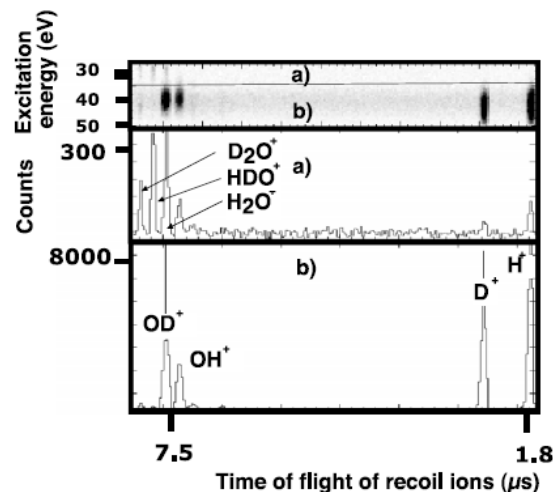 Excitation
energy (eV)
30
40
50
a)
b)
Counts
300
D2O+
HDO+
H2O+
a)
8000
b)
OD+
OH+
D+
H+
7.5
1.8
Time of flight of recoil ions (μs)